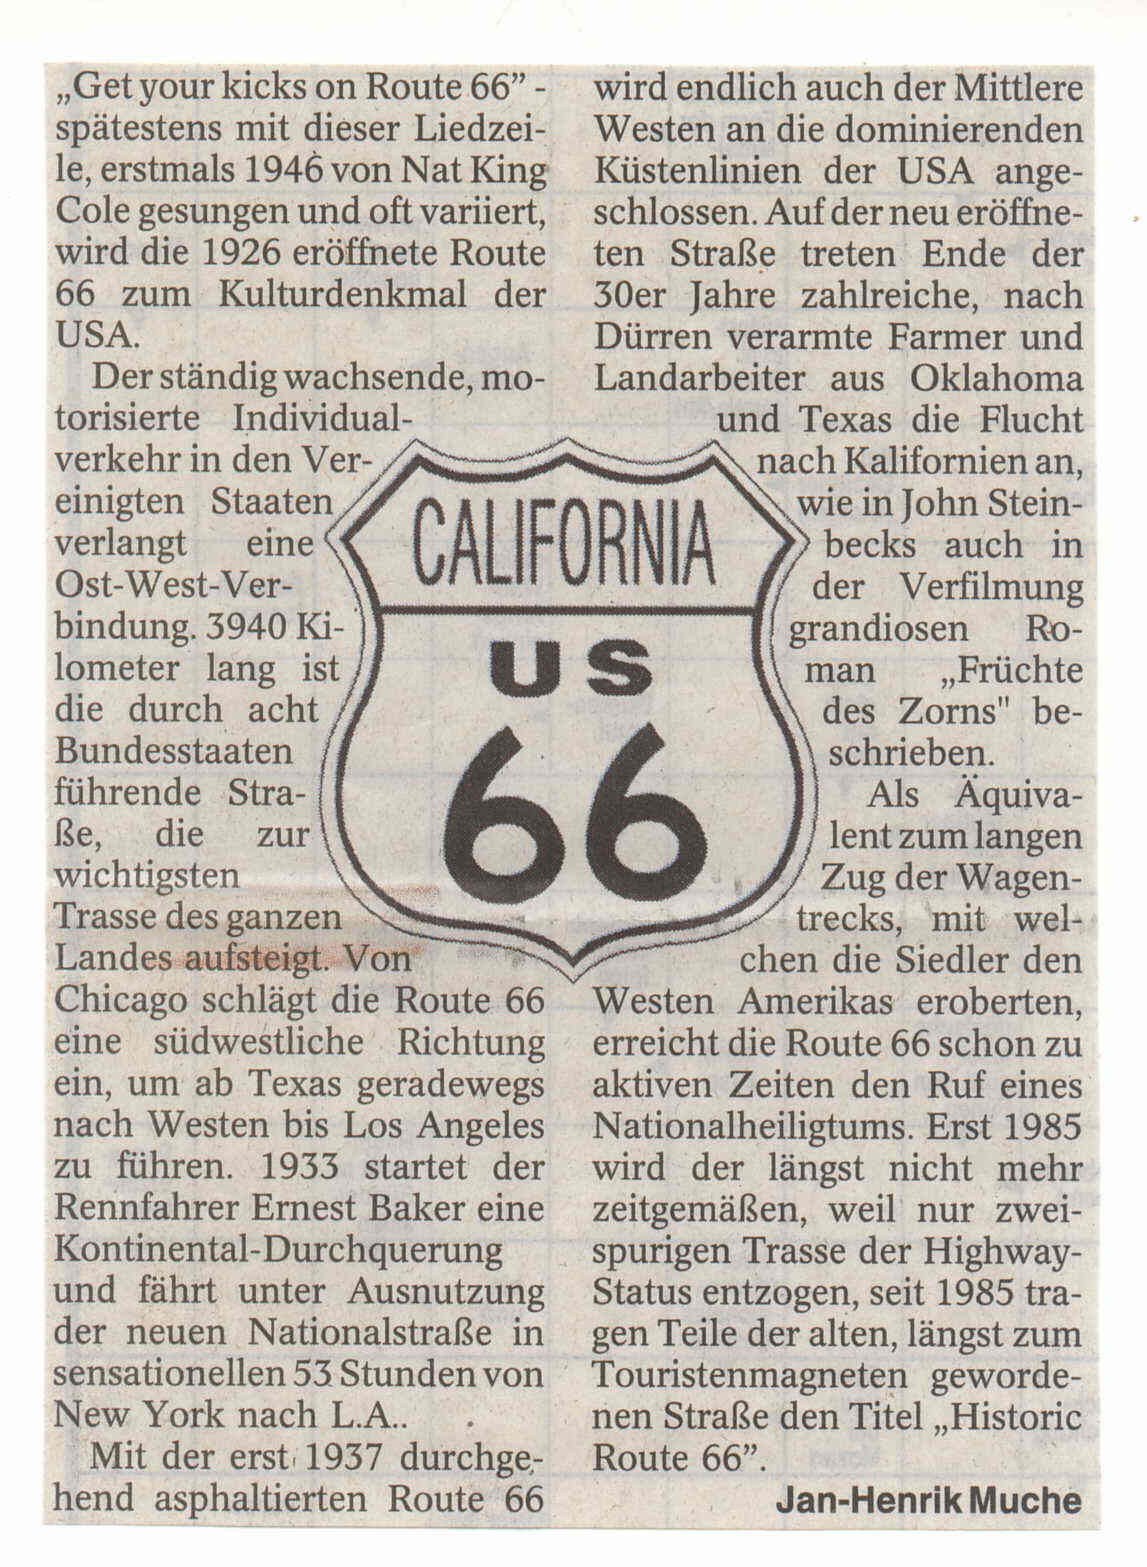 „Get your kicks on Route 66” -
spätestens mit dieser Liedzei-
le, erstmals 1946 von Nat King
Cole gesungen und oft variiert,
wird die 1926 eröffnete Route
66 zum Kulturdenkmal der
USA.
Der ständig wachsende, mo-
torisierte Individual-
verkehr in den Ver-
einigten Staaten
verlangt eine
Ost-West-Ver-
bindung. 3940 Ki-
lometer lang ist
die durch acht
Bundesstaaten
führende Stra-
ße, die zur
wichtigsten
Trasse des ganzen
Landes aufsteigt. Von
Chicago schlägt die Route 66
eine südwestliche Richtung
ein, um ab Texas geradewegs
nach Westen bis Los Angeles
zu führen. 1933 startet der
Rennfahrer Ernest Baker eine
Kontinental-Durchquerung
und fährt unter Ausnutzung
der neuen Nationalstraße in
sensationellen 53 Stunden von
New York nach L.A..
Mit der erst 1937 durchge-
hend asphaltierten Route 66
CALIFORNIA
US
66
wird endlich auch der Mittlere
Westen an die dominierenden
Küstenlinien der USA ange-
schlossen. Auf der neu eröffne-
ten Straße treten Ende der
30er Jahre zahlreiche, nach
Dürren verarmte Farmer und
Landarbeiter aus Oklahoma
und Texas die Flucht
nach Kalifornien an,
wie in John Stein-
becks auch in
der Verfilmung
grandiosen Ro-
man „Früchte
des Zorns" be-
schrieben.
Als Äquiva-
lent zum langen
Zug der Wagen-
trecks, mit wel-
chen die Siedler den
Westen Amerikas eroberten,
erreicht die Route 66 schon zu
aktiven Zeiten den Ruf eines
Nationalheiligtums. Erst 1985
wird der längst nicht mehr
zeitgemäßen, weil nur zwei-
spurigen Trasse der Highway-
Status entzogen, seit 1985 tra-
gen Teile der alten, längst zum
Touristenmagneten geworde-
nen Straße den Titel „Historic
Route 66”.
Jan-Henrik Muche